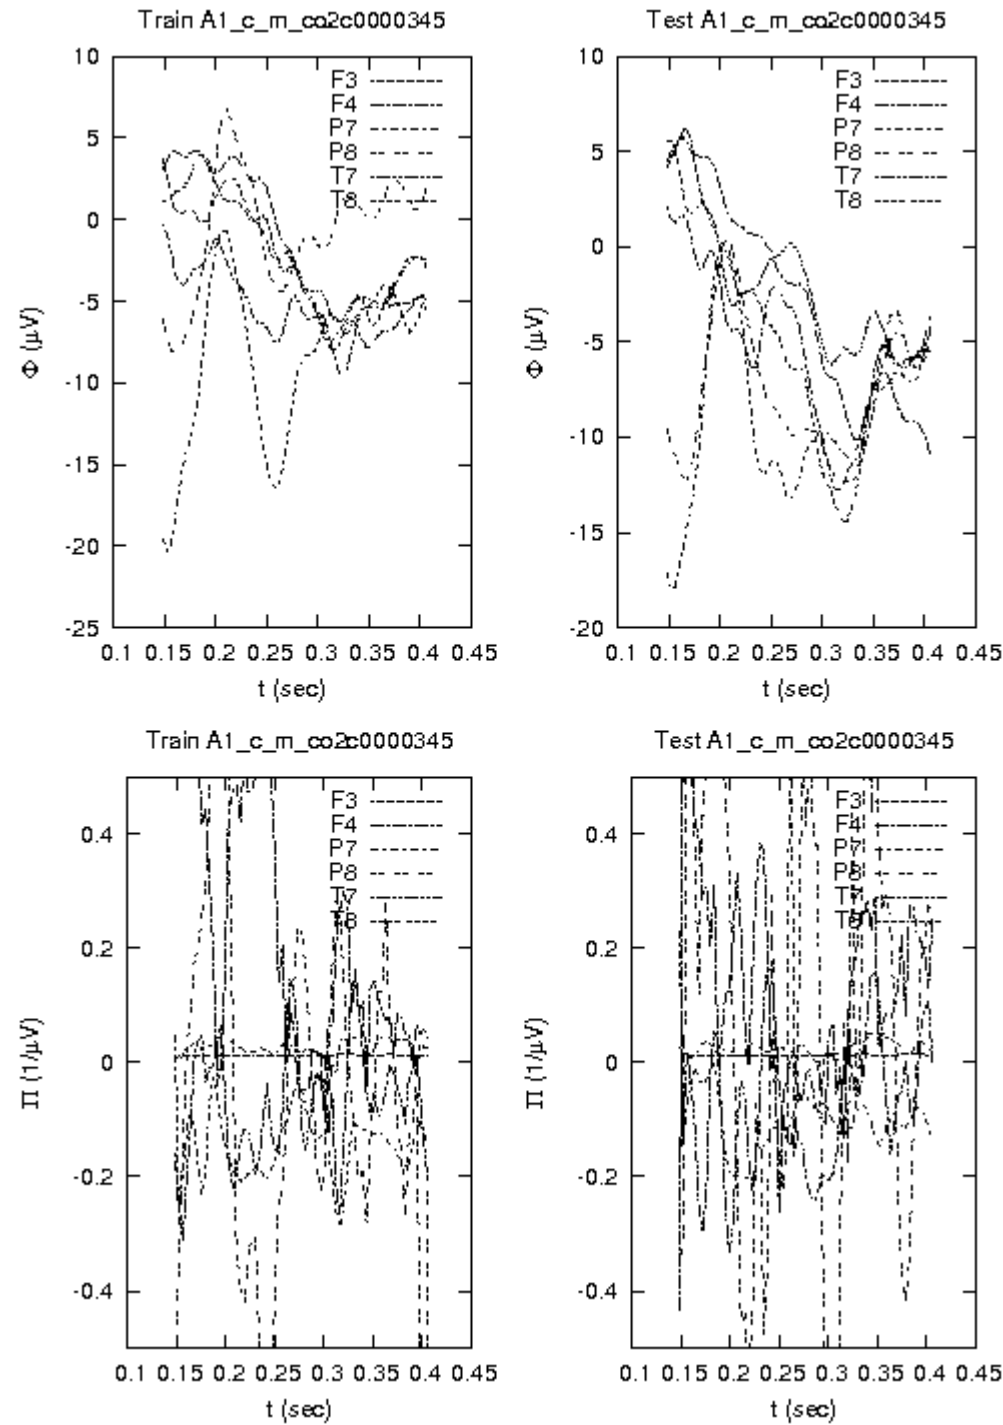 Train A1_c_m_co2c0000345
10
5
0
-5
-10
-15
-20
-25
Φ (μV)
F3
F4
P7
P8
T7
T8
0.1 0.15 0.2 0.25 0.3 0.35 0.4 0.45
t (sec)
Test A1_c_m_co2c0000345
10
5
0
-5
-10
-15
-20
Φ (μV)
F3
F4
P7
P8
T7
T8
0.1 0.15 0.2 0.25 0.3 0.35 0.4 0.45
t (sec)
Train A1_c_m_co2c0000345
0.4
0.2
0
-0.2
-0.4
Π (1/μV)
F3
F4
P7
P8
T7
T8
0.1 0.15 0.2 0.25 0.3 0.35 0.4 0.45
t (sec)
Test A1_c_m_co2c0000345
0.4
0.2
0
-0.2
-0.4
Π (1/μV)
F3
F4
P7
P8
T7
T8
0.1 0.15 0.2 0.25 0.3 0.35 0.4 0.45
t (sec)